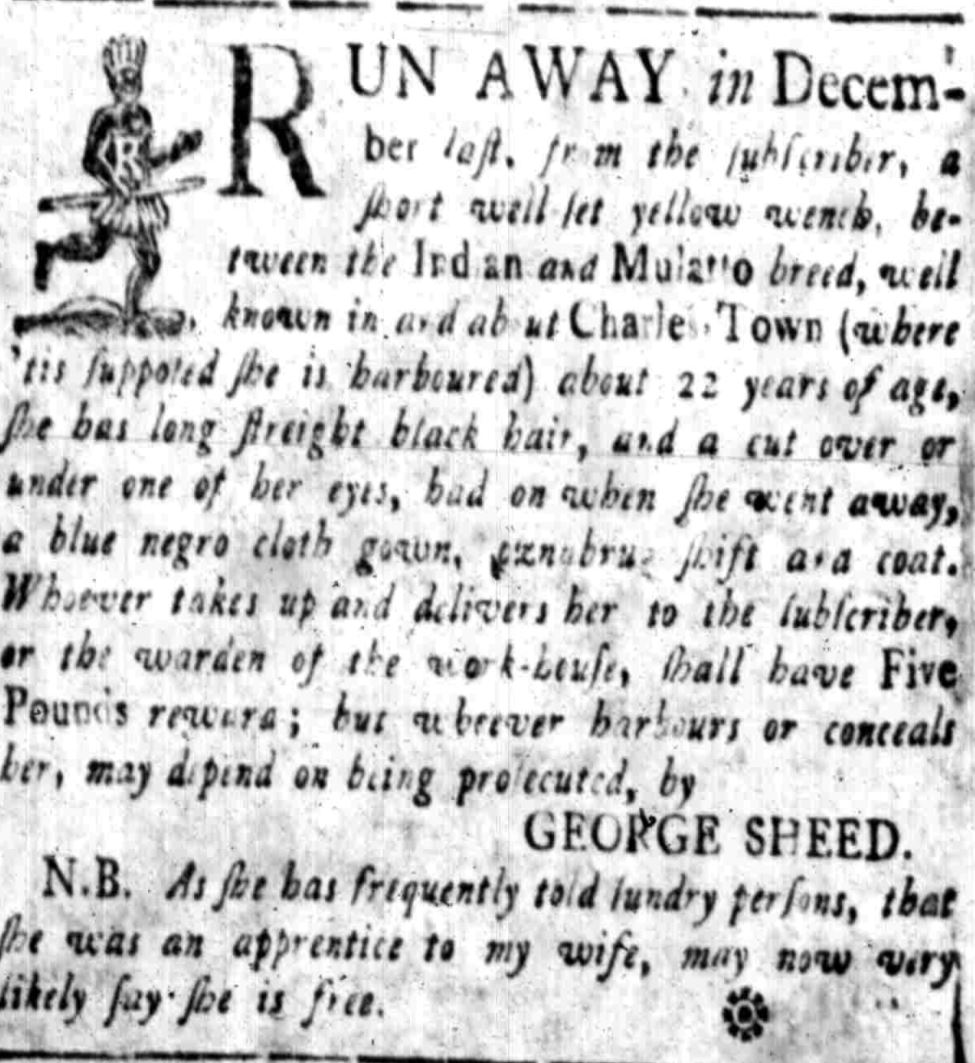 R
RUN AWAY in Decem-
ber last, from the subscriber, a
short well-set yellow wench, be-
tween the Indian and Mulatto breed, well
known in and about Charles-Town (where
'tis supposed she is harboured) about 22 years of age,
she has long streight black hair, and a cut over or
under one of her eyes, had on when she went away,
a blue negro cloth gown, oznabrug shift and coat.
Whoever takes up and delivers her to the subscriber,
or the warden of the work-house, shall have Five
Pounds reward; but whoever harbours or conceals
her, may depend on being prosecuted, by
GEORGE SHEED.
N.B. As she has frequently told sundry persons, that
she was an apprentice to my wife, may now very
likely say she is free.